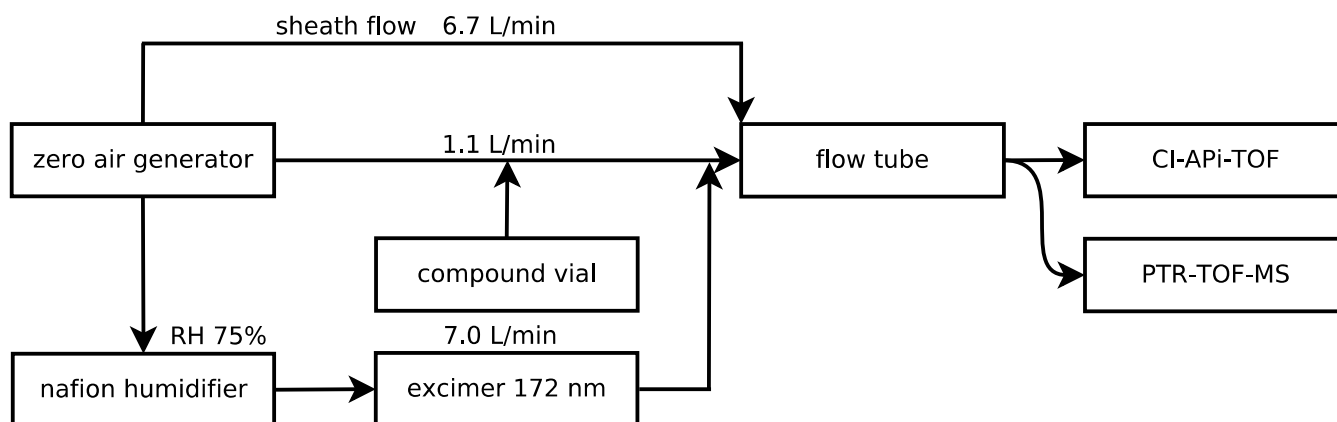 sheath flow 6.7 L/min
zero air generator
1.1 L/min
flow tube
CI-APi-TOF
compound vial
PTR-TOF-MS
RH 75%
7.0 L/min
nafion humidifier
excimer 172 nm